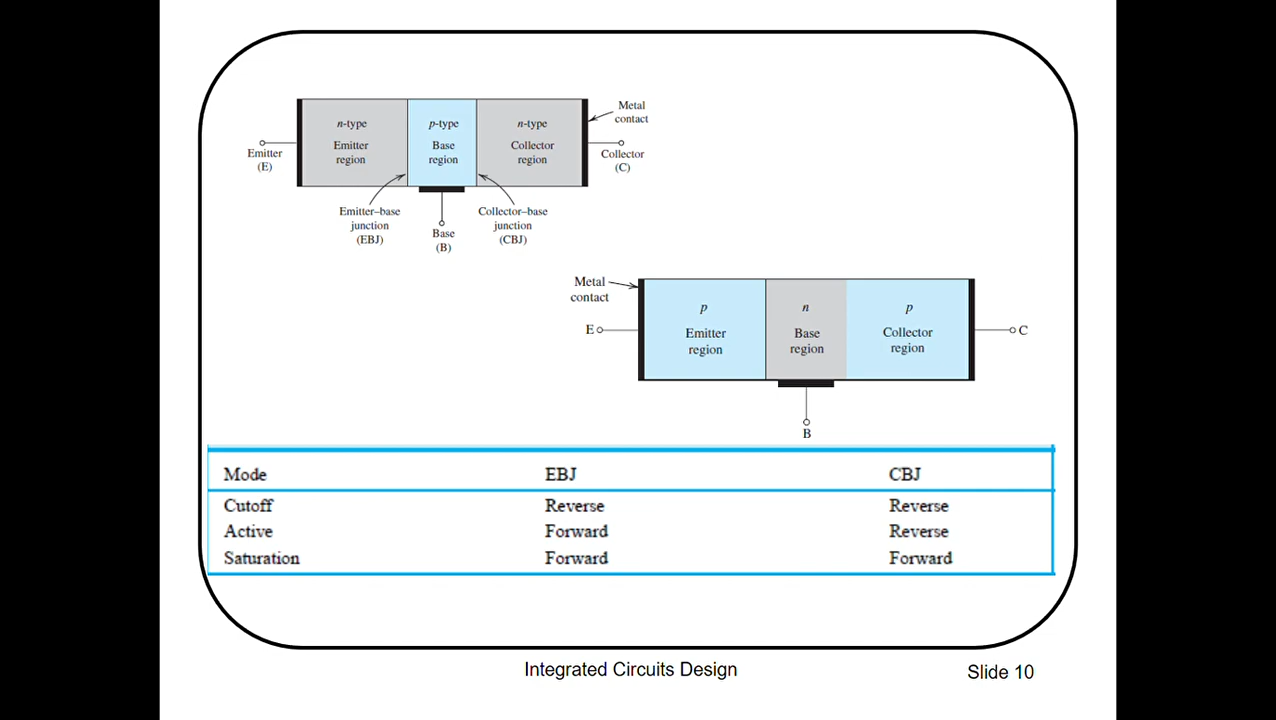 n-type
Emitter
region
p-type
Base
region
n-type
Collector
region
Metal
contact
Emitter
(E)
Collector
(C)
Emitter–base
junction
(EBJ)
Base
(B)
Collector–base
junction
(CBJ)
Metal
contact
E
p
Emitter
region
n
Base
region
p
Collector
region
C
B
Mode EBJ CBJ
Cutoff Reverse Reverse
Active Forward Reverse
Saturation Forward Forward
Integrated Circuits Design
Slide 10